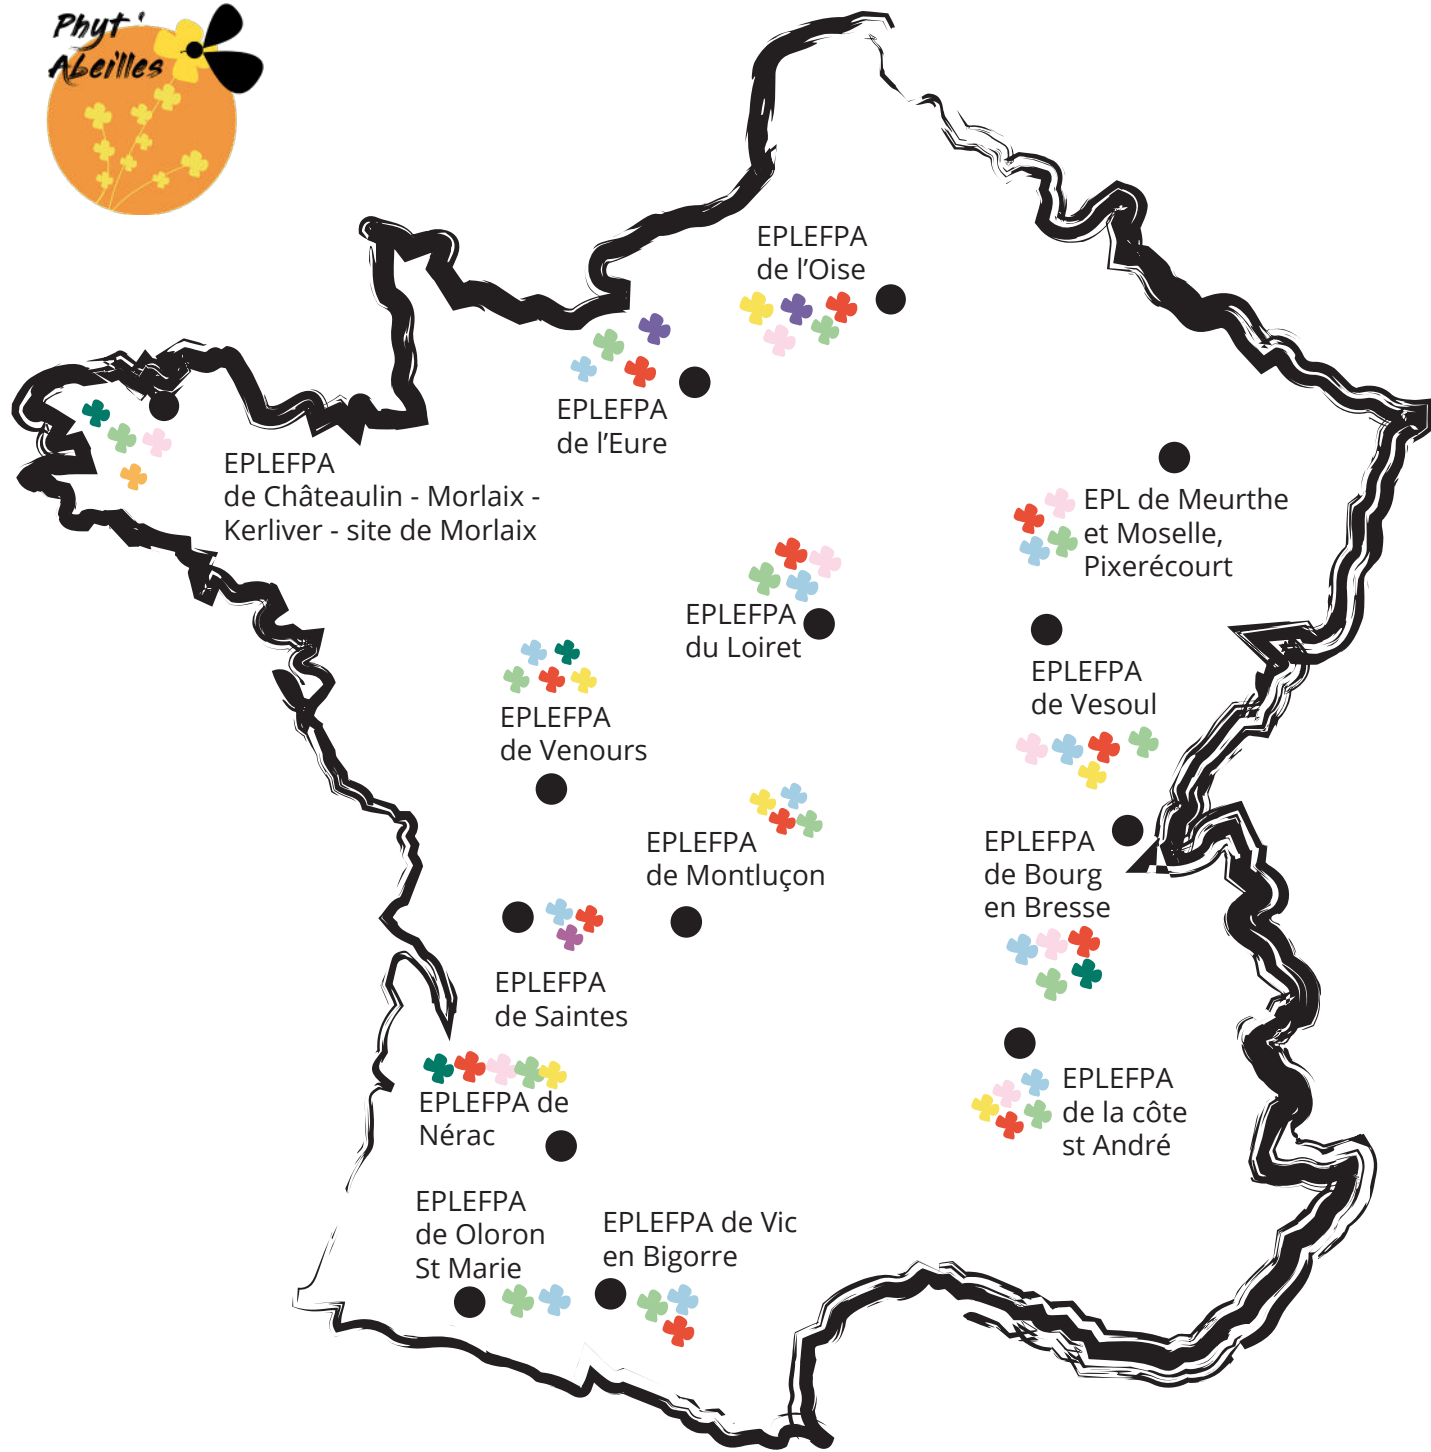 Phyt'
Abeilles
EPLEFPA
de l’Oise
EPLEFPA
de l’Eure
EPLEFPA
de Châteaulin - Morlaix -
Kerliver - site de Morlaix
EPL de Meurthe
et Moselle,
Pixerécourt
EPLEFPA
du Loiret
EPLEFPA
de Vesoul
EPLEFPA
de Venours
EPLEFPA
de Montluçon
EPLEFPA
de Bourg
en Bresse
EPLEFPA
de Saintes
EPLEFPA de
Nérac
EPLEFPA
de la côte
st André
EPLEFPA
de Oloron
St Marie
EPLEFPA de Vic
en Bigorre